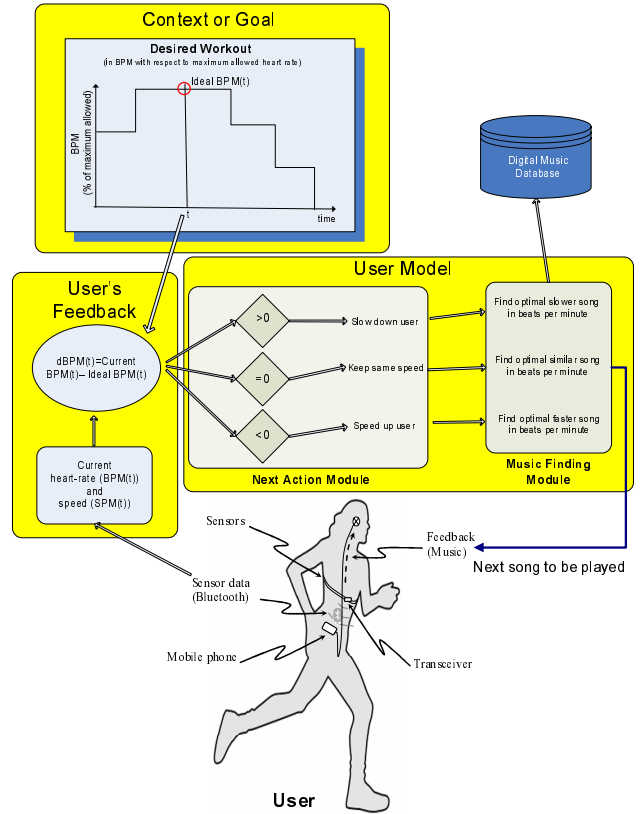 Context or Goal
Desired Workout
(in BPM with respect to maximum allowed heart rate)
Ideal BPM(t)
BPM
(% of maximum allowed)
t
time
Digital Music
Database
User's
Feedback
dBPM(t)=Current
BPM(t)– Ideal BPM(t)
Current
heart-rate (BPM(t))
and
speed (SPM(t))
User Model
>0
Slow down user
=0
Keep same speed
<0
Speed up user
Next Action Module
Find optimal slower song
in beats per minute
Find optimal similar song
in beats per minute
Find optimal faster song
in beats per minute
Music Finding
Module
Sensors
Feedback
(Music)
Next song to be played
Sensor data
(Bluetooth)
Mobile phone
Transceiver
User